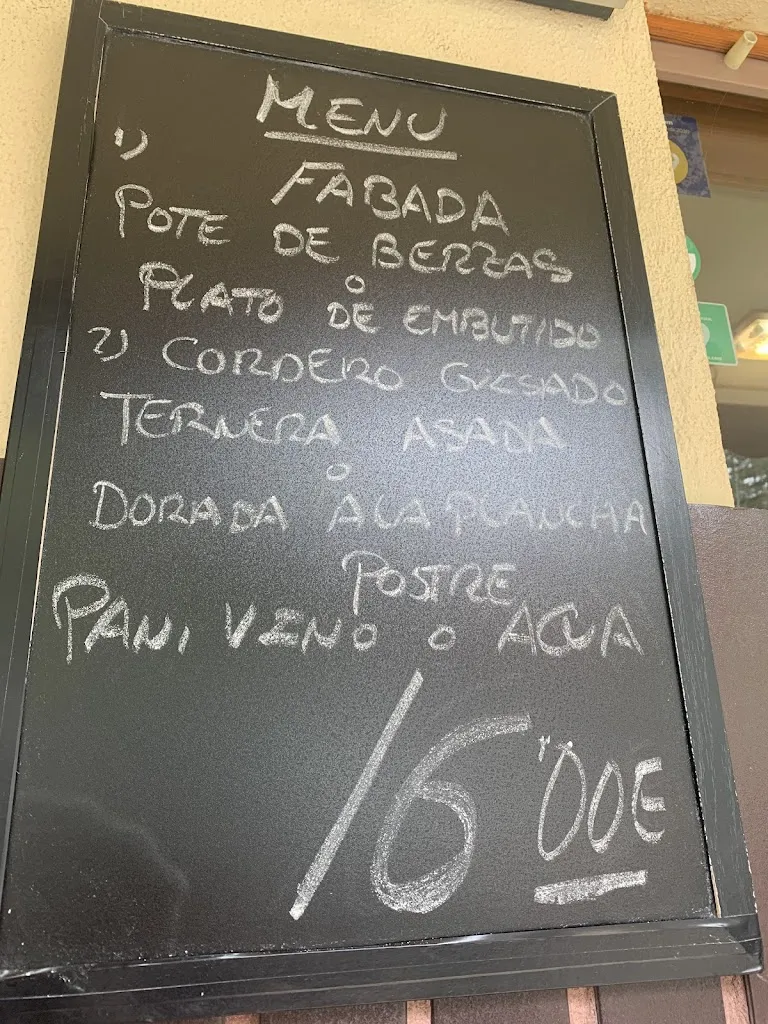 MENU
1)
FABADA
POTE DE BERZAS
o
PLATO DE EMBUTIDO
2) CORDERO GUISADO
TERNERA ASADA
o
DORADA A LA PLANCHA
POSTRE
PAN, VINO o AGUA
16'00E